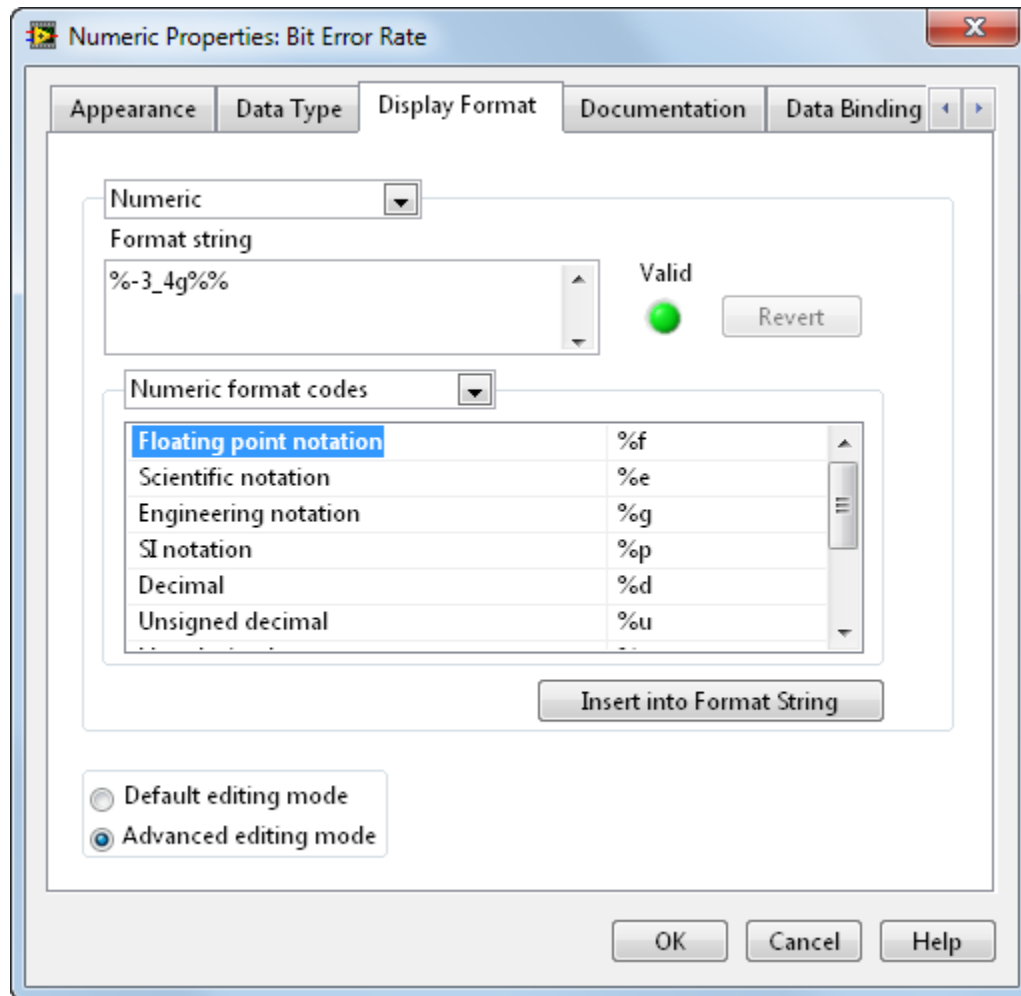 Numeric Properties: Bit Error Rate
Appearance Data Type Display Format Documentation Data Binding
Numeric
Format string
%-3_4g%%
Valid
Revert
Numeric format codes
Floating point notation %f
Scientific notation %e
Engineering notation %g
SI notation %p
Decimal %d
Unsigned decimal %u
Insert into Format String
Default editing mode
Advanced editing mode
OK Cancel Help